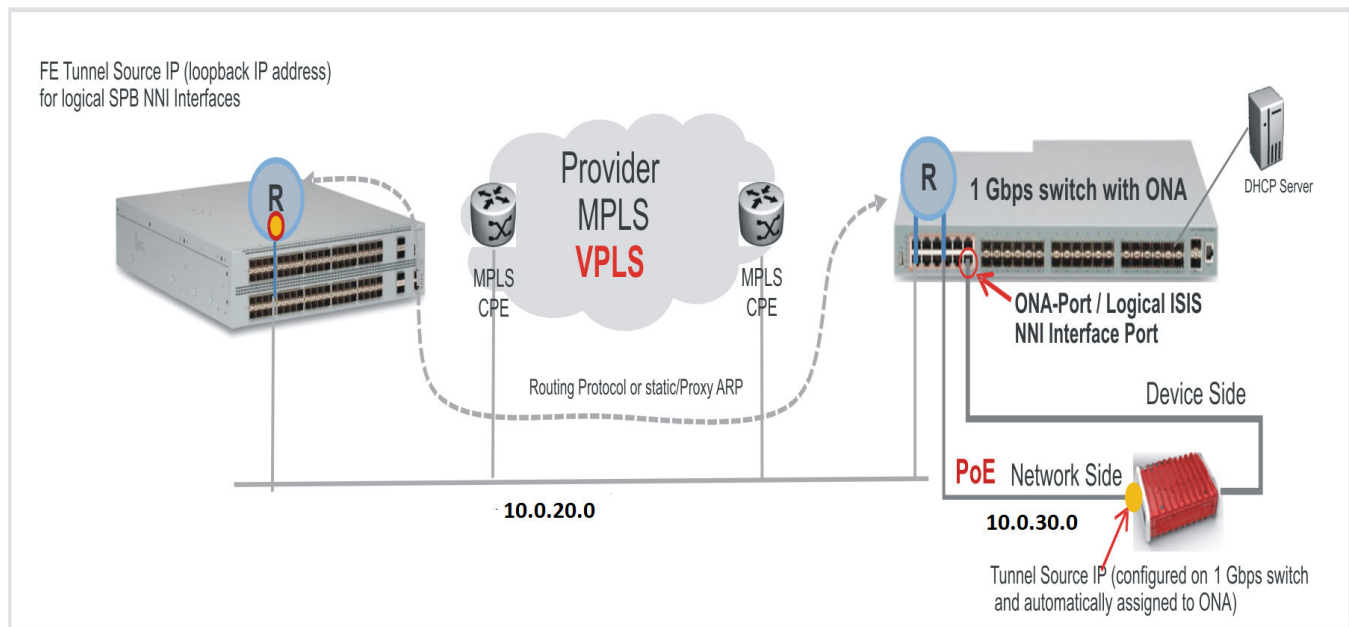 FE Tunnel Source IP (loopback IP address)
for logical SPB NNI Interfaces
R
Provider
MPLS
VPLS
MPLS
CPE
MPLS
CPE
R
1 Gbps switch with ONA
DHCP Server
ONA-Port / Logical ISIS
NNI Interface Port
Routing Protocol or static/Proxy ARP
Device Side
PoE Network Side
10.0.20.0
10.0.30.0
Tunnel Source IP (configured on 1 Gbps switch
and automatically assigned to ONA)